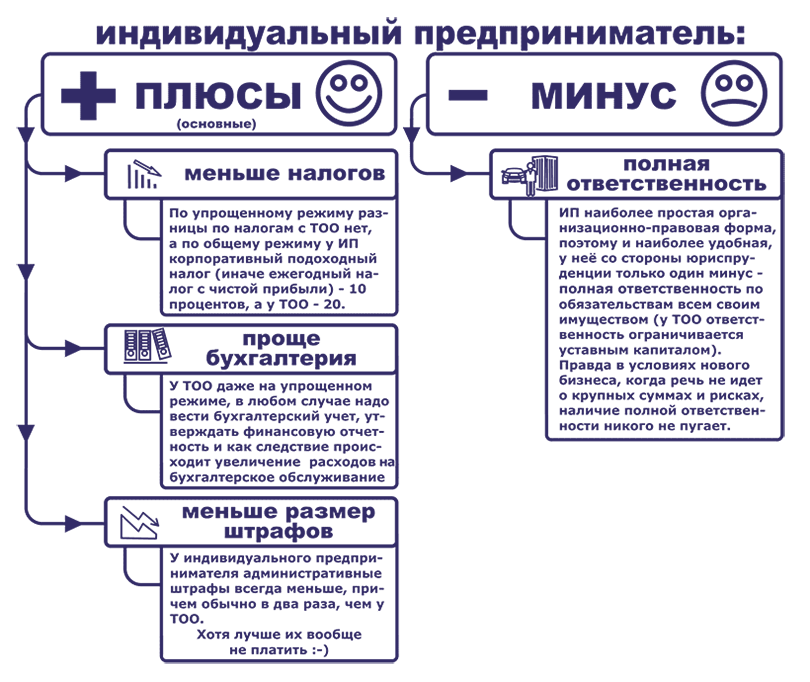 индивидуальный предприниматель:
+ ПЛЮСЫ
(основные)
меньше налогов
По упрощенному режиму раз-
ницы по налогам с ТОО нет,
а по общему режиму у ИП
корпоративный подоходный
налог (иначе ежегодный на-
лог с чистой прибыли) - 10
процентов, а у ТОО - 20.
проще
бухгалтерия
У ТОО даже на упрощенном
режиме, в любом случае надо
вести бухгалтерский учет, ут-
верждать финансовую отчет-
ность и как следствие проис-
ходит увеличение расходов на
бухгалтерское обслуживание
меньше размер
штрафов
У индивидуального предпри-
нимателя административные
штрафы всегда меньше, при-
чем обычно в два раза, чем у
ТОО.
Хотя лучше их вообще
не платить :-)
- МИНУС
полная
ответственность
ИП наиболее простая орга-
низационно-правовая форма,
поэтому и наиболее удобная,
у неё со стороны юриспру-
денции только один минус -
полная ответственность по
обязательствам всем своим
имуществом (у ТОО ответст-
венность ограничивается
уставным капиталом).
Правда в условиях нового
бизнеса, когда речь не идет
о крупных суммах и рисках,
наличие полной ответствен-
ности никого не пугает.